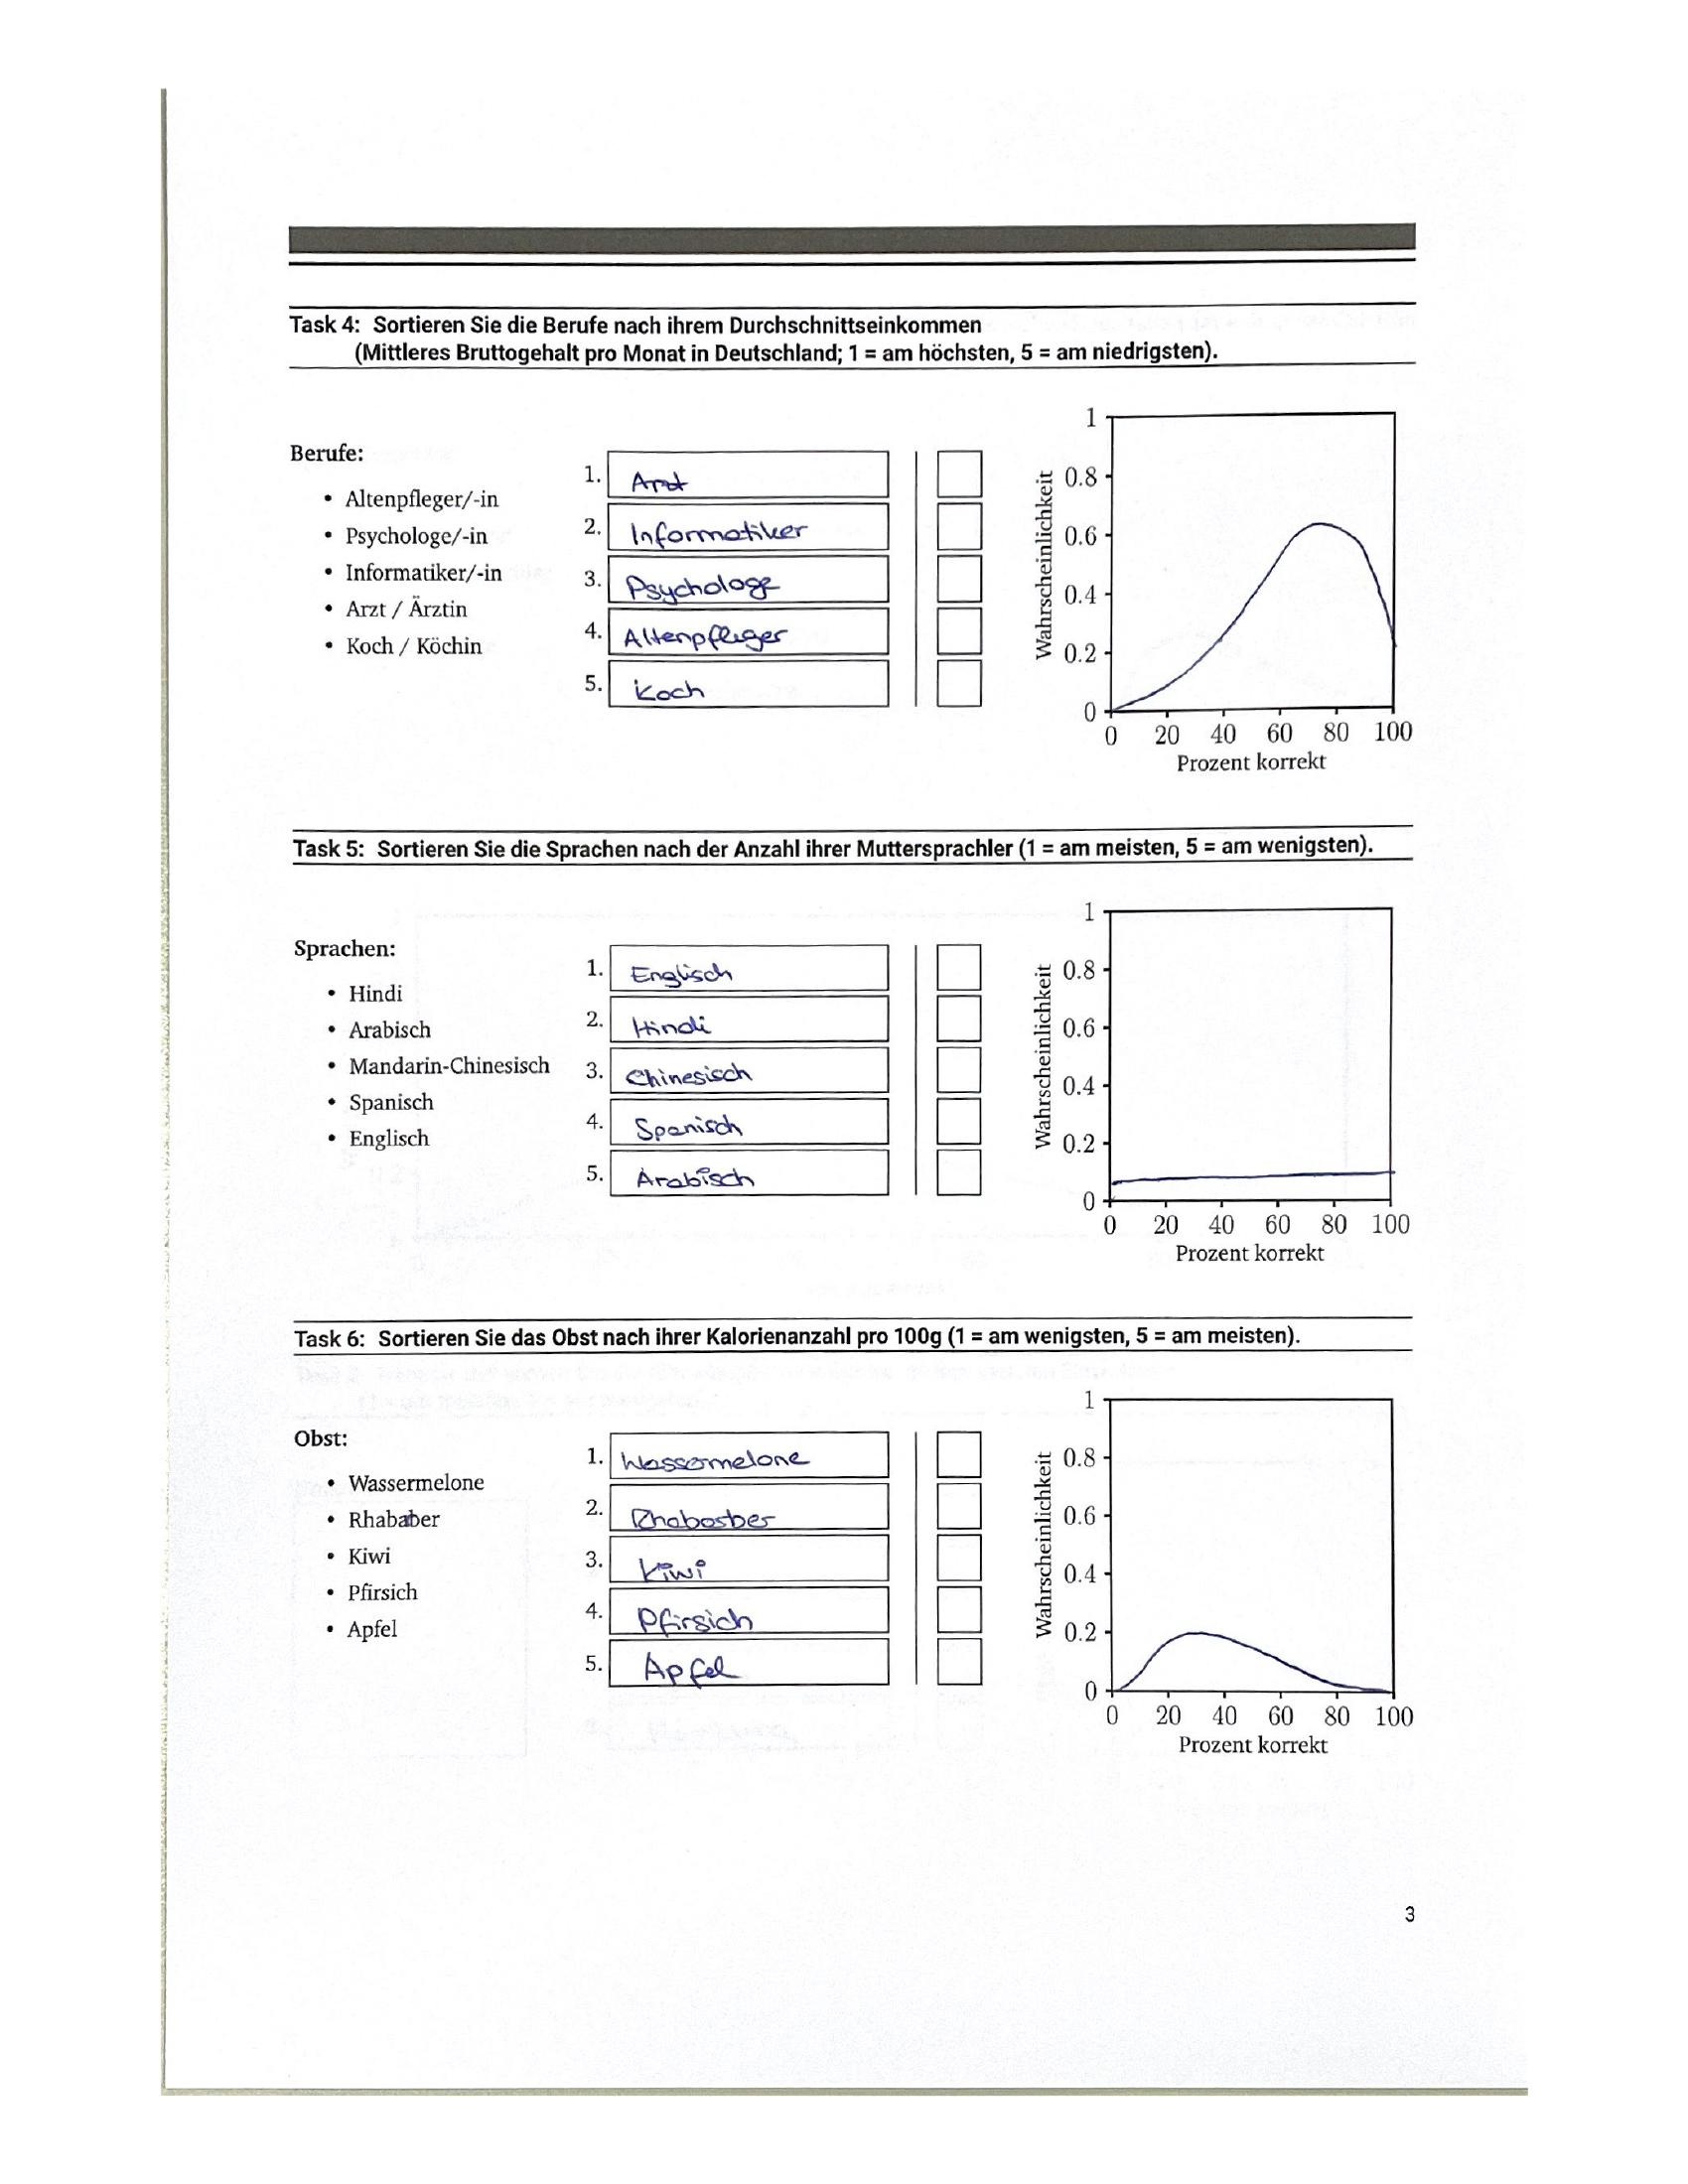 Task 4: Sortieren Sie die Berufe nach ihrem Durchschnittseinkommen
(Mittleres Bruttogehalt pro Monat in Deutschland; 1 = am höchsten, 5 = am niedrigsten).
Berufe:
• Altenpfleger/-in
• Psychologe/-in
• Informatiker/-in
• Arzt / Ärztin
• Koch / Köchin
1. Arzt
2. Informatiker
3. Psychologe
4. Altenpfleger
5. Koch
Wahrscheinlichkeit
1
0.8
0.6
0.4
0.2
0
0 20 40 60 80 100
Prozent korrekt
Task 5: Sortieren Sie die Sprachen nach der Anzahl ihrer Muttersprachler (1 = am meisten, 5 = am wenigsten).
Sprachen:
• Hindi
• Arabisch
• Mandarin-Chinesisch
• Spanisch
• Englisch
1. Englisch
2. Hindi
3. Chinesisch
4. Spanisch
5. Arabisch
Wahrscheinlichkeit
1
0.8
0.6
0.4
0.2
0
0 20 40 60 80 100
Prozent korrekt
Task 6: Sortieren Sie das Obst nach ihrer Kalorienanzahl pro 100g (1 = am wenigsten, 5 = am meisten).
Obst:
• Wassermelone
• Rhababer
• Kiwi
• Pfirsich
• Apfel
1. Wassermelone
2. Rhabarber
3. Kiwi
4. Pfirsich
5. Apfel
Wahrscheinlichkeit
1
0.8
0.6
0.4
0.2
0
0 20 40 60 80 100
Prozent korrekt
3